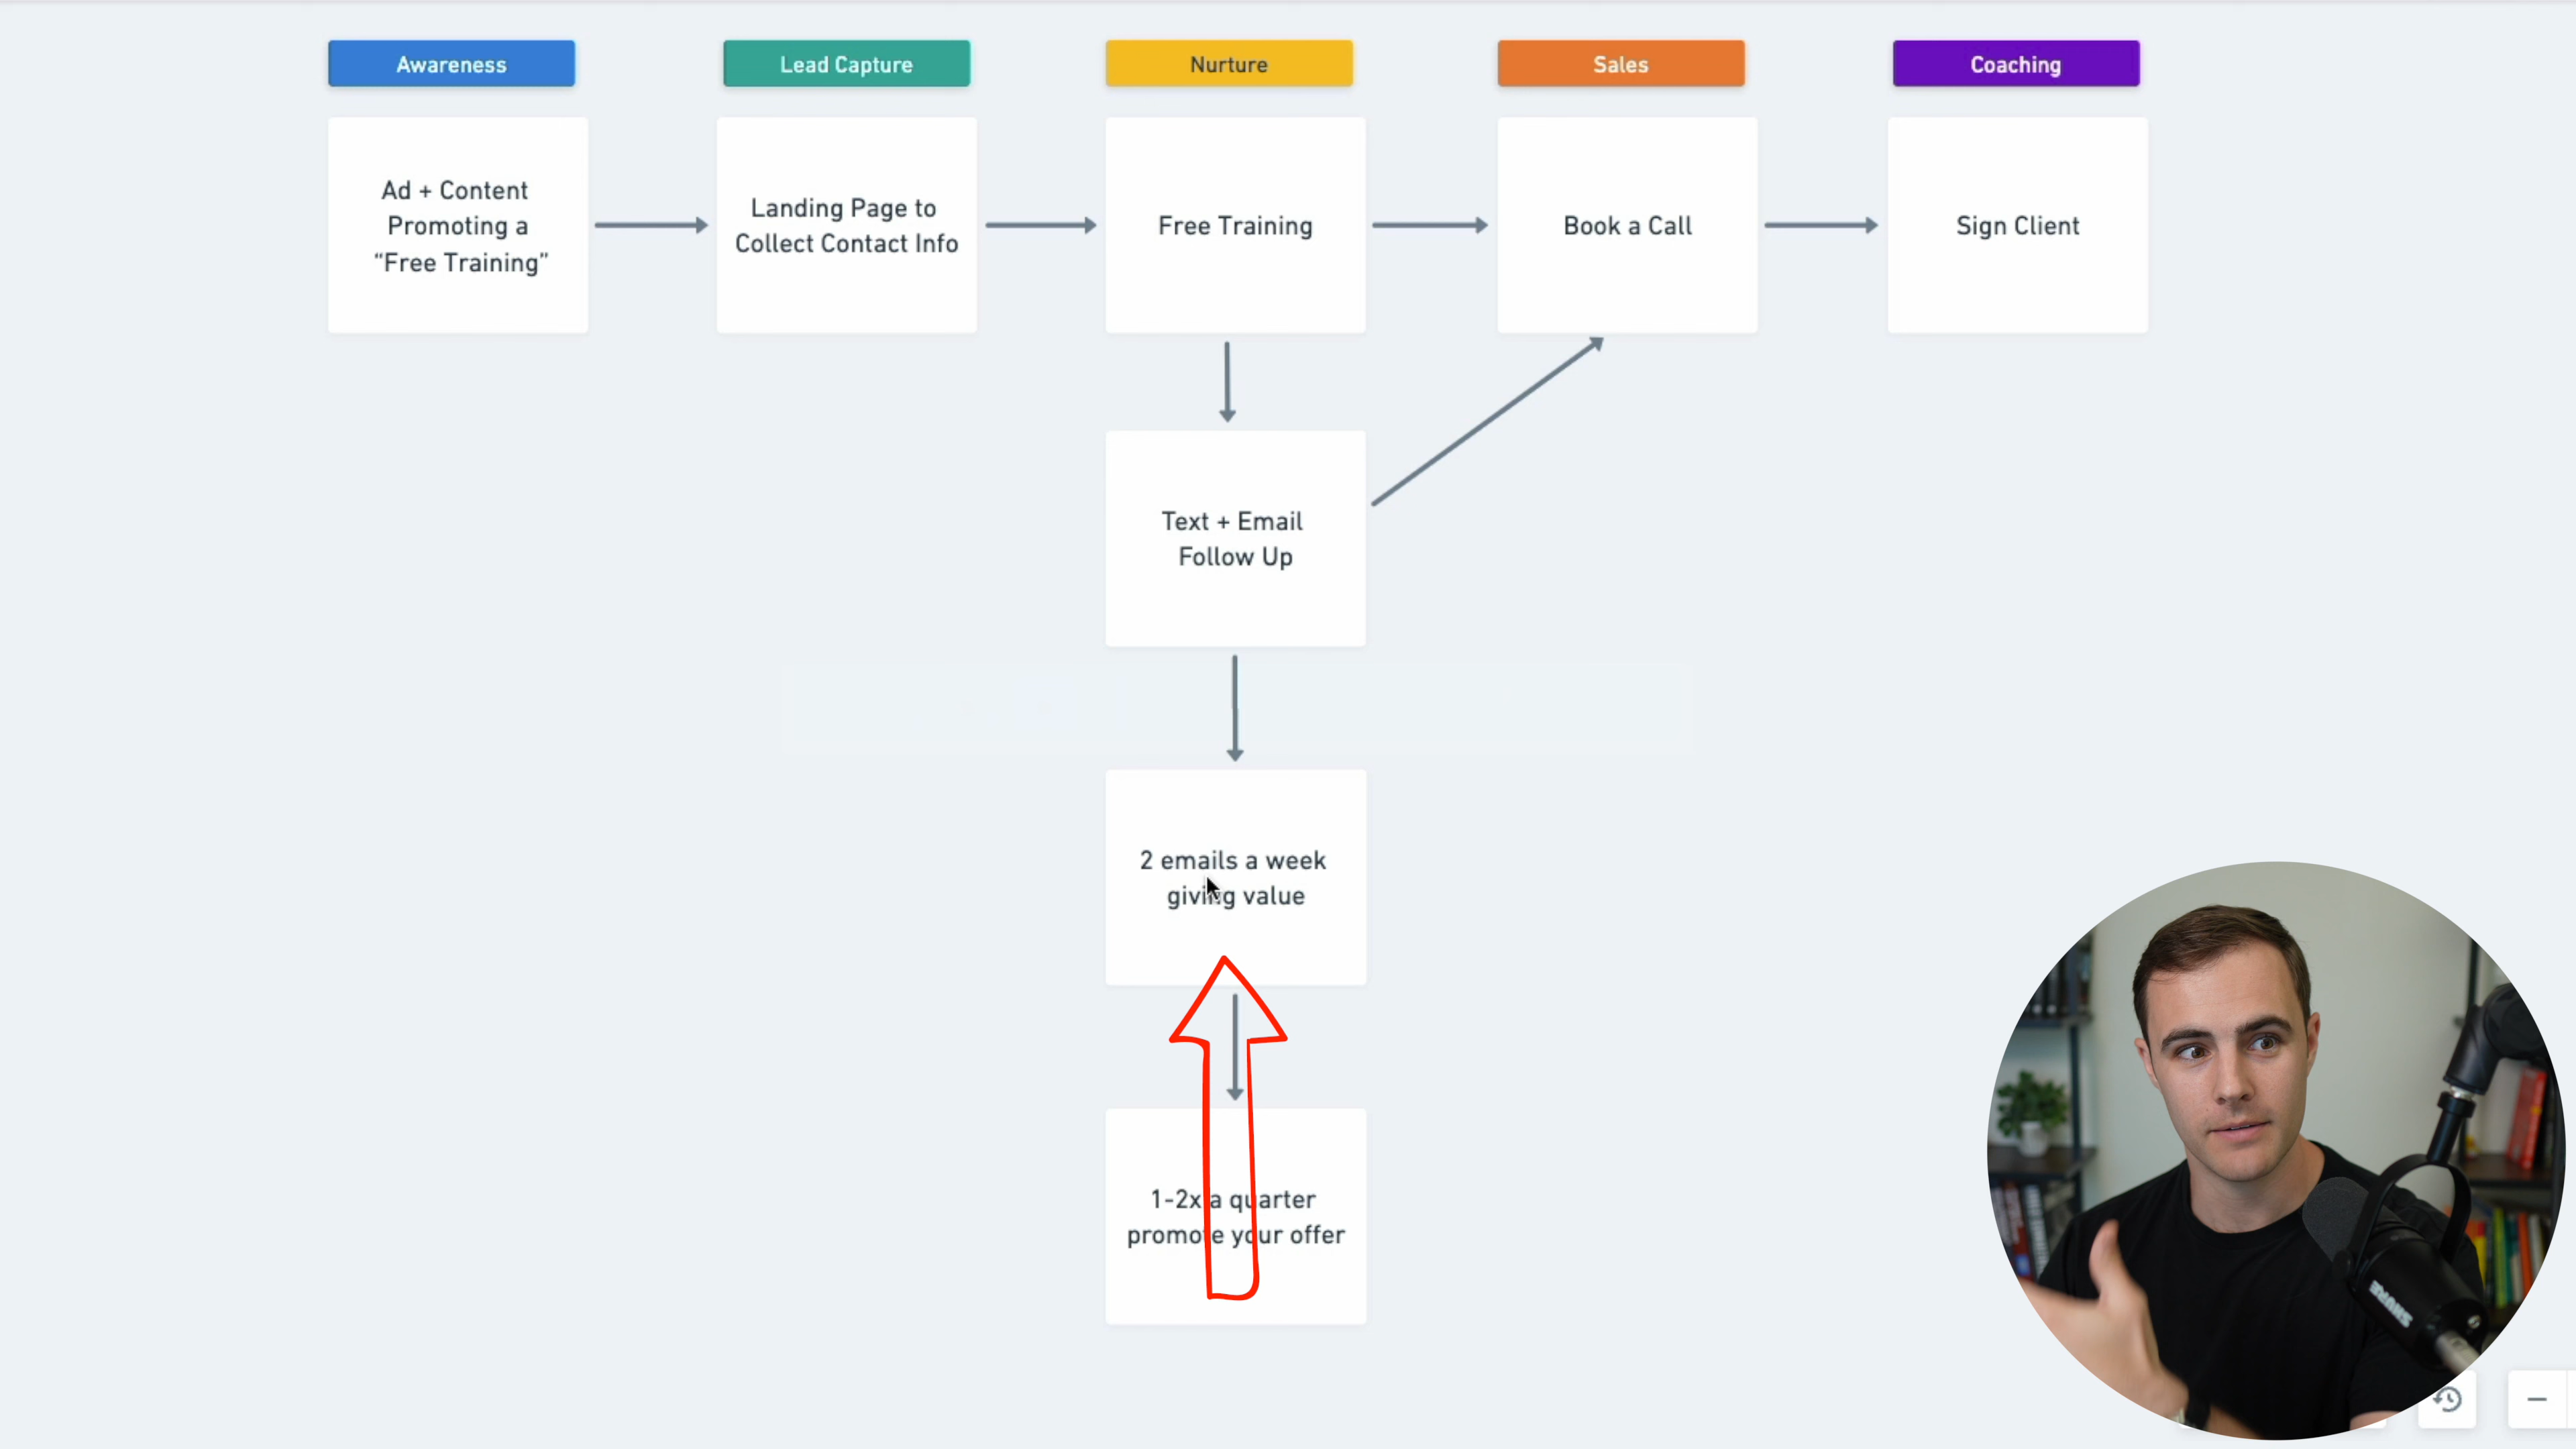 Awareness
Lead Capture
Nurture
Sales
Coaching
Ad + Content
Promoting a
“Free Training”
Landing Page to
Collect Contact Info
Free Training
Book a Call
Sign Client
Text + Email
Follow Up
2 emails a week
giving value
1-2x a quarter
promote your offer
SHURE